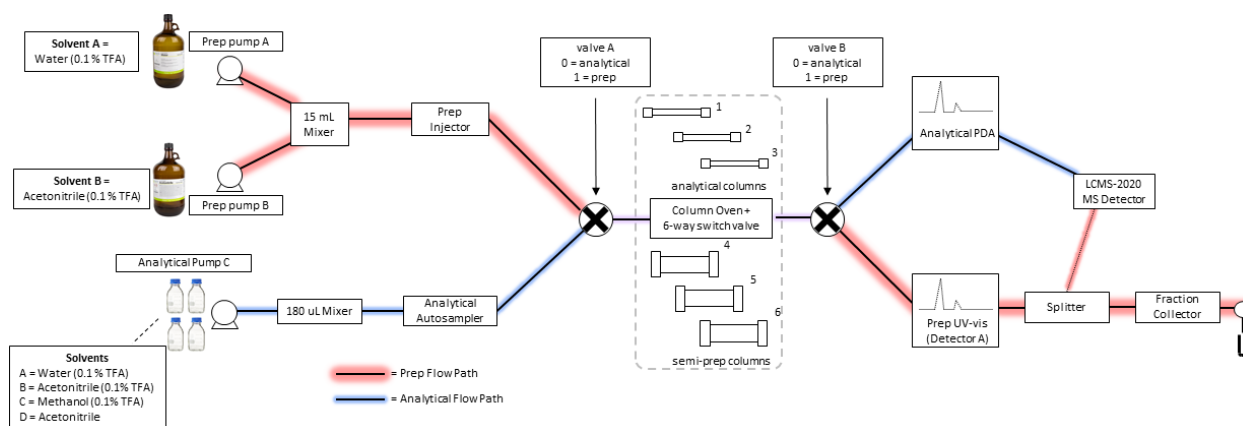 Solvent A =
Water (0.1% TFA)
Prep pump A
15 mL
Mixer
Prep
Injector
Solvent B =
Acetonitrile (0.1% TFA)
Prep pump B
valve A
0 = analytical
1 = prep
valve B
0 = analytical
1 = prep
1
2
3
analytical columns
Column Oven +
6-way switch valve
4
5
6
semi-prep columns
Analytical PDA
LCMS-2020
MS Detector
Prep UV-vis
(Detector A)
Splitter
Fraction
Collector
Analytical Pump C
180 uL Mixer
Analytical
Autosampler
Solvents
A = Water (0.1% TFA)
B = Acetonitrile (0.1% TFA)
C = Methanol (0.1% TFA)
D = Acetonitrile
= Prep Flow Path
= Analytical Flow Path